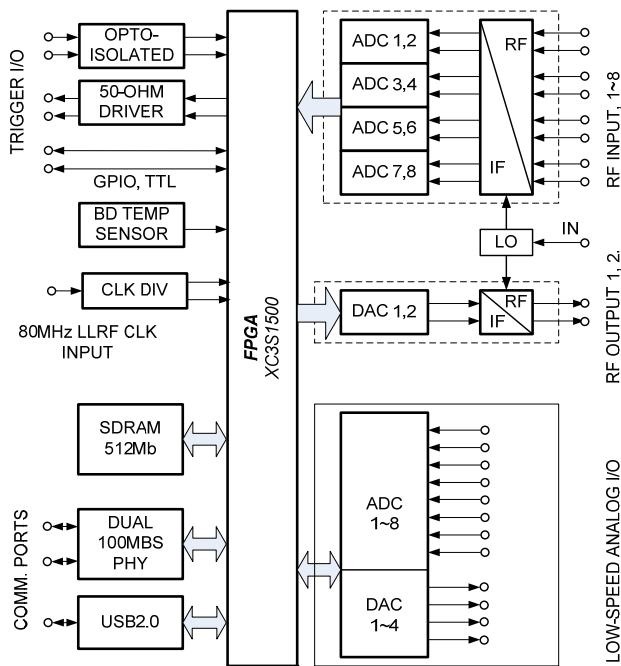 TRIGGER I/O
OPTO-
ISOLATED
50-OHM
DRIVER
GPIO, TTL
BD TEMP
SENSOR
CLK DIV
80MHz LLRF CLK
INPUT
SDRAM
512Mb
COMM. PORTS
DUAL
100MBS
PHY
USB2.0
FPGA
XC3S1500
ADC 1,2
ADC 3,4
ADC 5,6
ADC 7,8
RF
IF
RF INPUT, 1~8
LO
IN
DAC 1,2
RF
IF
RF OUTPUT 1, 2.
ADC
1~8
DAC
1~4
LOW-SPEED ANALOG I/O